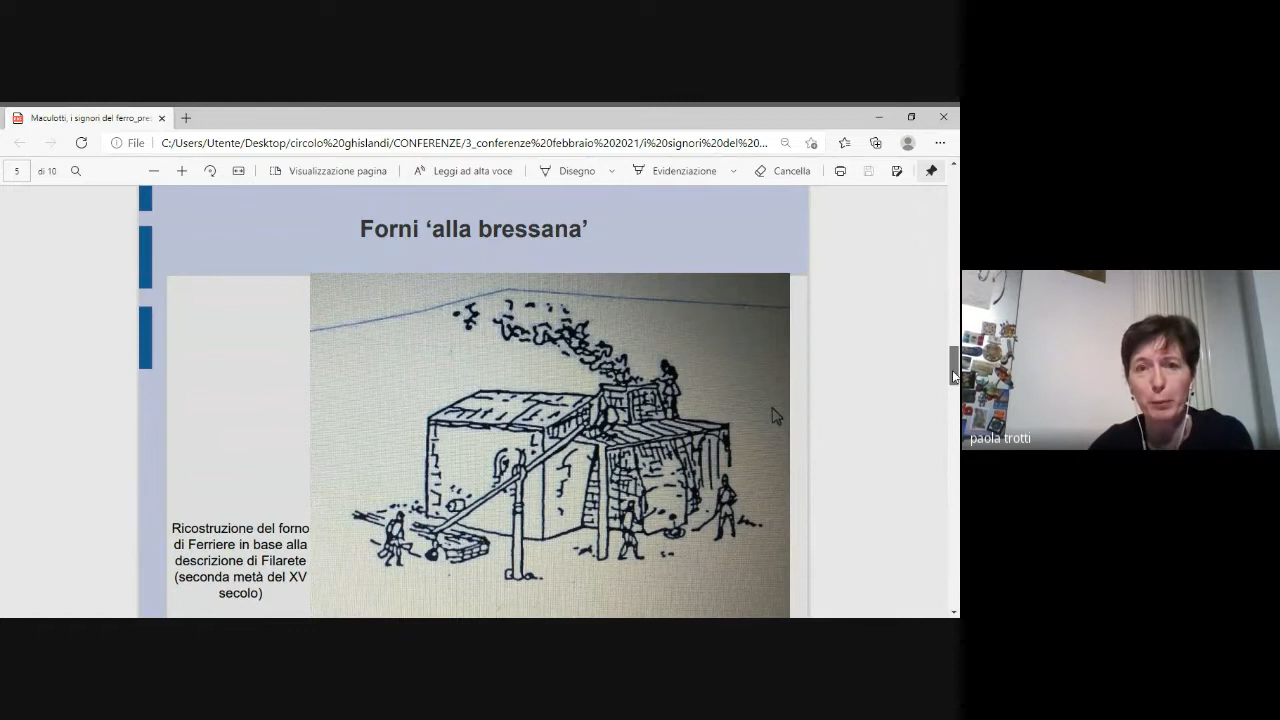 Maculotti, i signori del ferro_pres
File
C:/Users/Utente/Desktop/circolo%20ghislandi/CONFERENZE/3_conferenze%20febbraio%202021/i%20signori%20del%20...
5 di 10
Visualizzazione pagina
Leggi ad alta voce
Disegno
Evidenziazione
Cancella
Forni ‘alla bressana’
Ricostruzione del forno
di Ferriere in base alla
descrizione di Filarete
(seconda metà del XV
secolo)
paola trotti